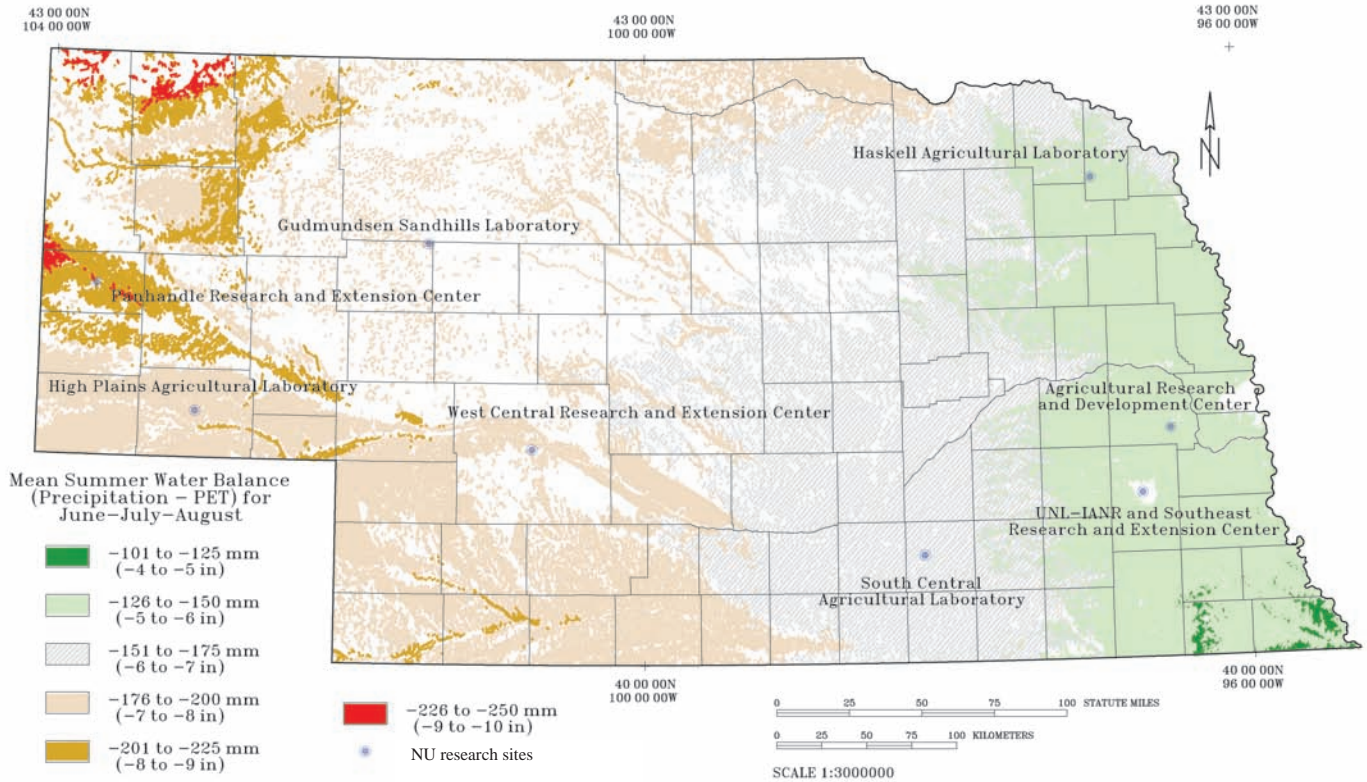 43 00 00N
104 00 00W
43 00 00N
100 00 00W
43 00 00N
96 00 00W
N
Haskell Agricultural Laboratory
Gudmundsen Sandhills Laboratory
Panhandle Research and Extension Center
High Plains Agricultural Laboratory
West Central Research and Extension Center
Agricultural Research
and Development Center
UNL-IANR and Southeast
Research and Extension Center
South Central
Agricultural Laboratory
Mean Summer Water Balance
(Precipitation - PET) for
June-July-August
-101 to -125 mm
(-4 to -5 in)
-126 to -150 mm
(-5 to -6 in)
-151 to -175 mm
(-6 to -7 in)
-176 to -200 mm
(-7 to -8 in)
-201 to -225 mm
(-8 to -9 in)
-226 to -250 mm
(-9 to -10 in)
NU research sites
40 00 00N
100 00 00W
40 00 00N
96 00 00W
0 25 50 75 100 STATUTE MILES
0 25 50 75 100 KILOMETERS
SCALE 1:3000000